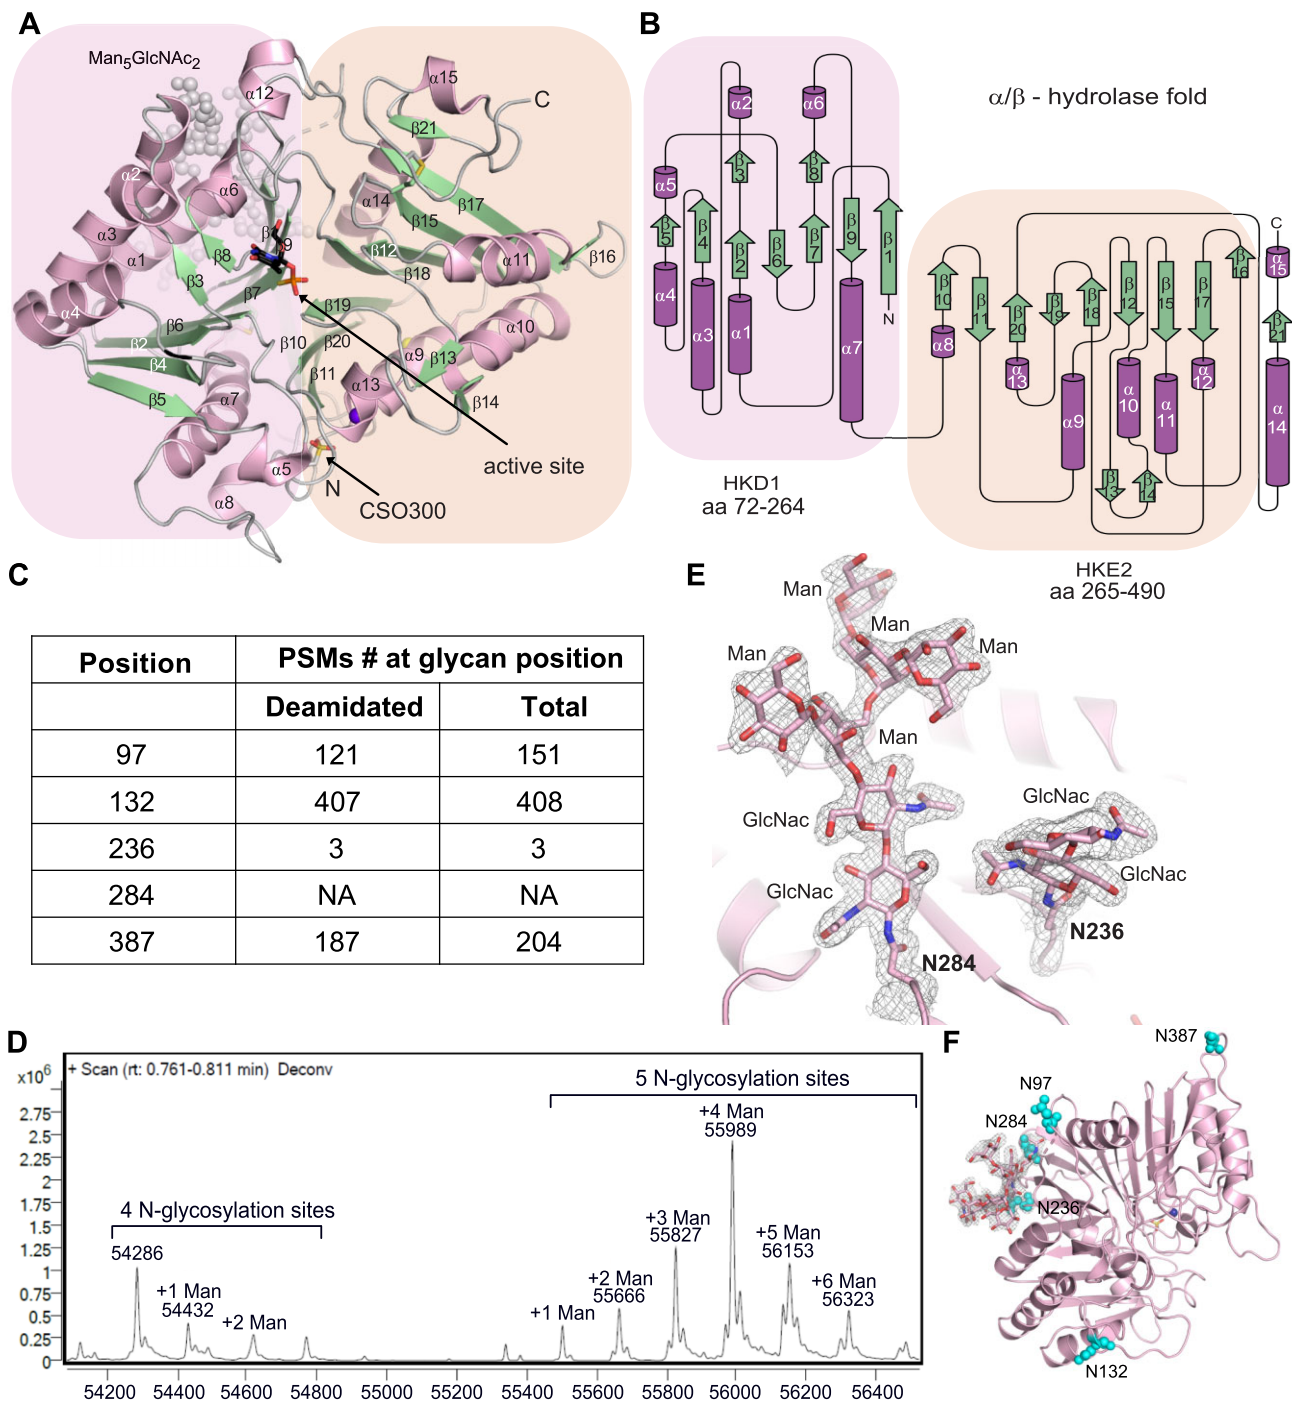 A
Man5GlcNAc2
α12
α15
C
β21
α2
α6
α14
β17
α3
α1
β8
β9
β15
β12
α11
β16
β3
β18
α4
β7
β19
β6
α10
β2
β10
β20
α9
β13
β4
β11
α13
β5
α7
β14
α5
N
active site
α8
CSO300
B
α/β - hydrolase fold
α2
α6
β3
β8
α5
β5
β4
β2
β6
β7
β9
β1
α4
α3
α1
α7
N
C
β10
β11
β20
β19
β18
β12
β15
β17
β16
α15
β21
α8
α13
α9
α10
α11
α12
α14
β13
β14
HKD1
aa 72-264
HKE2
aa 265-490
C
Position PSMs # at glycan position
Deamidated Total
97 121 151
132 407 408
236 3 3
284 NA NA
387 187 204
E
Man
Man
Man
Man
Man
GlcNac
GlcNac
GlcNac
GlcNac
N236
N284
D
+ Scan (rt: 0.761-0.811 min) Deconv
x10^6
2.75
2.5
2.25
2
1.75
1.5
1.25
1
0.75
0.5
0.25
0
4 N-glycosylation sites
54286
+1 Man
54432
+2 Man
5 N-glycosylation sites
+1 Man
+2 Man
55666
+3 Man
55827
+4 Man
55989
+5 Man
56153
+6 Man
56323
54200 54400 54600 54800 55000 55200 55400 55600 55800 56000 56200 56400
F
N387
N97
N284
N236
N132